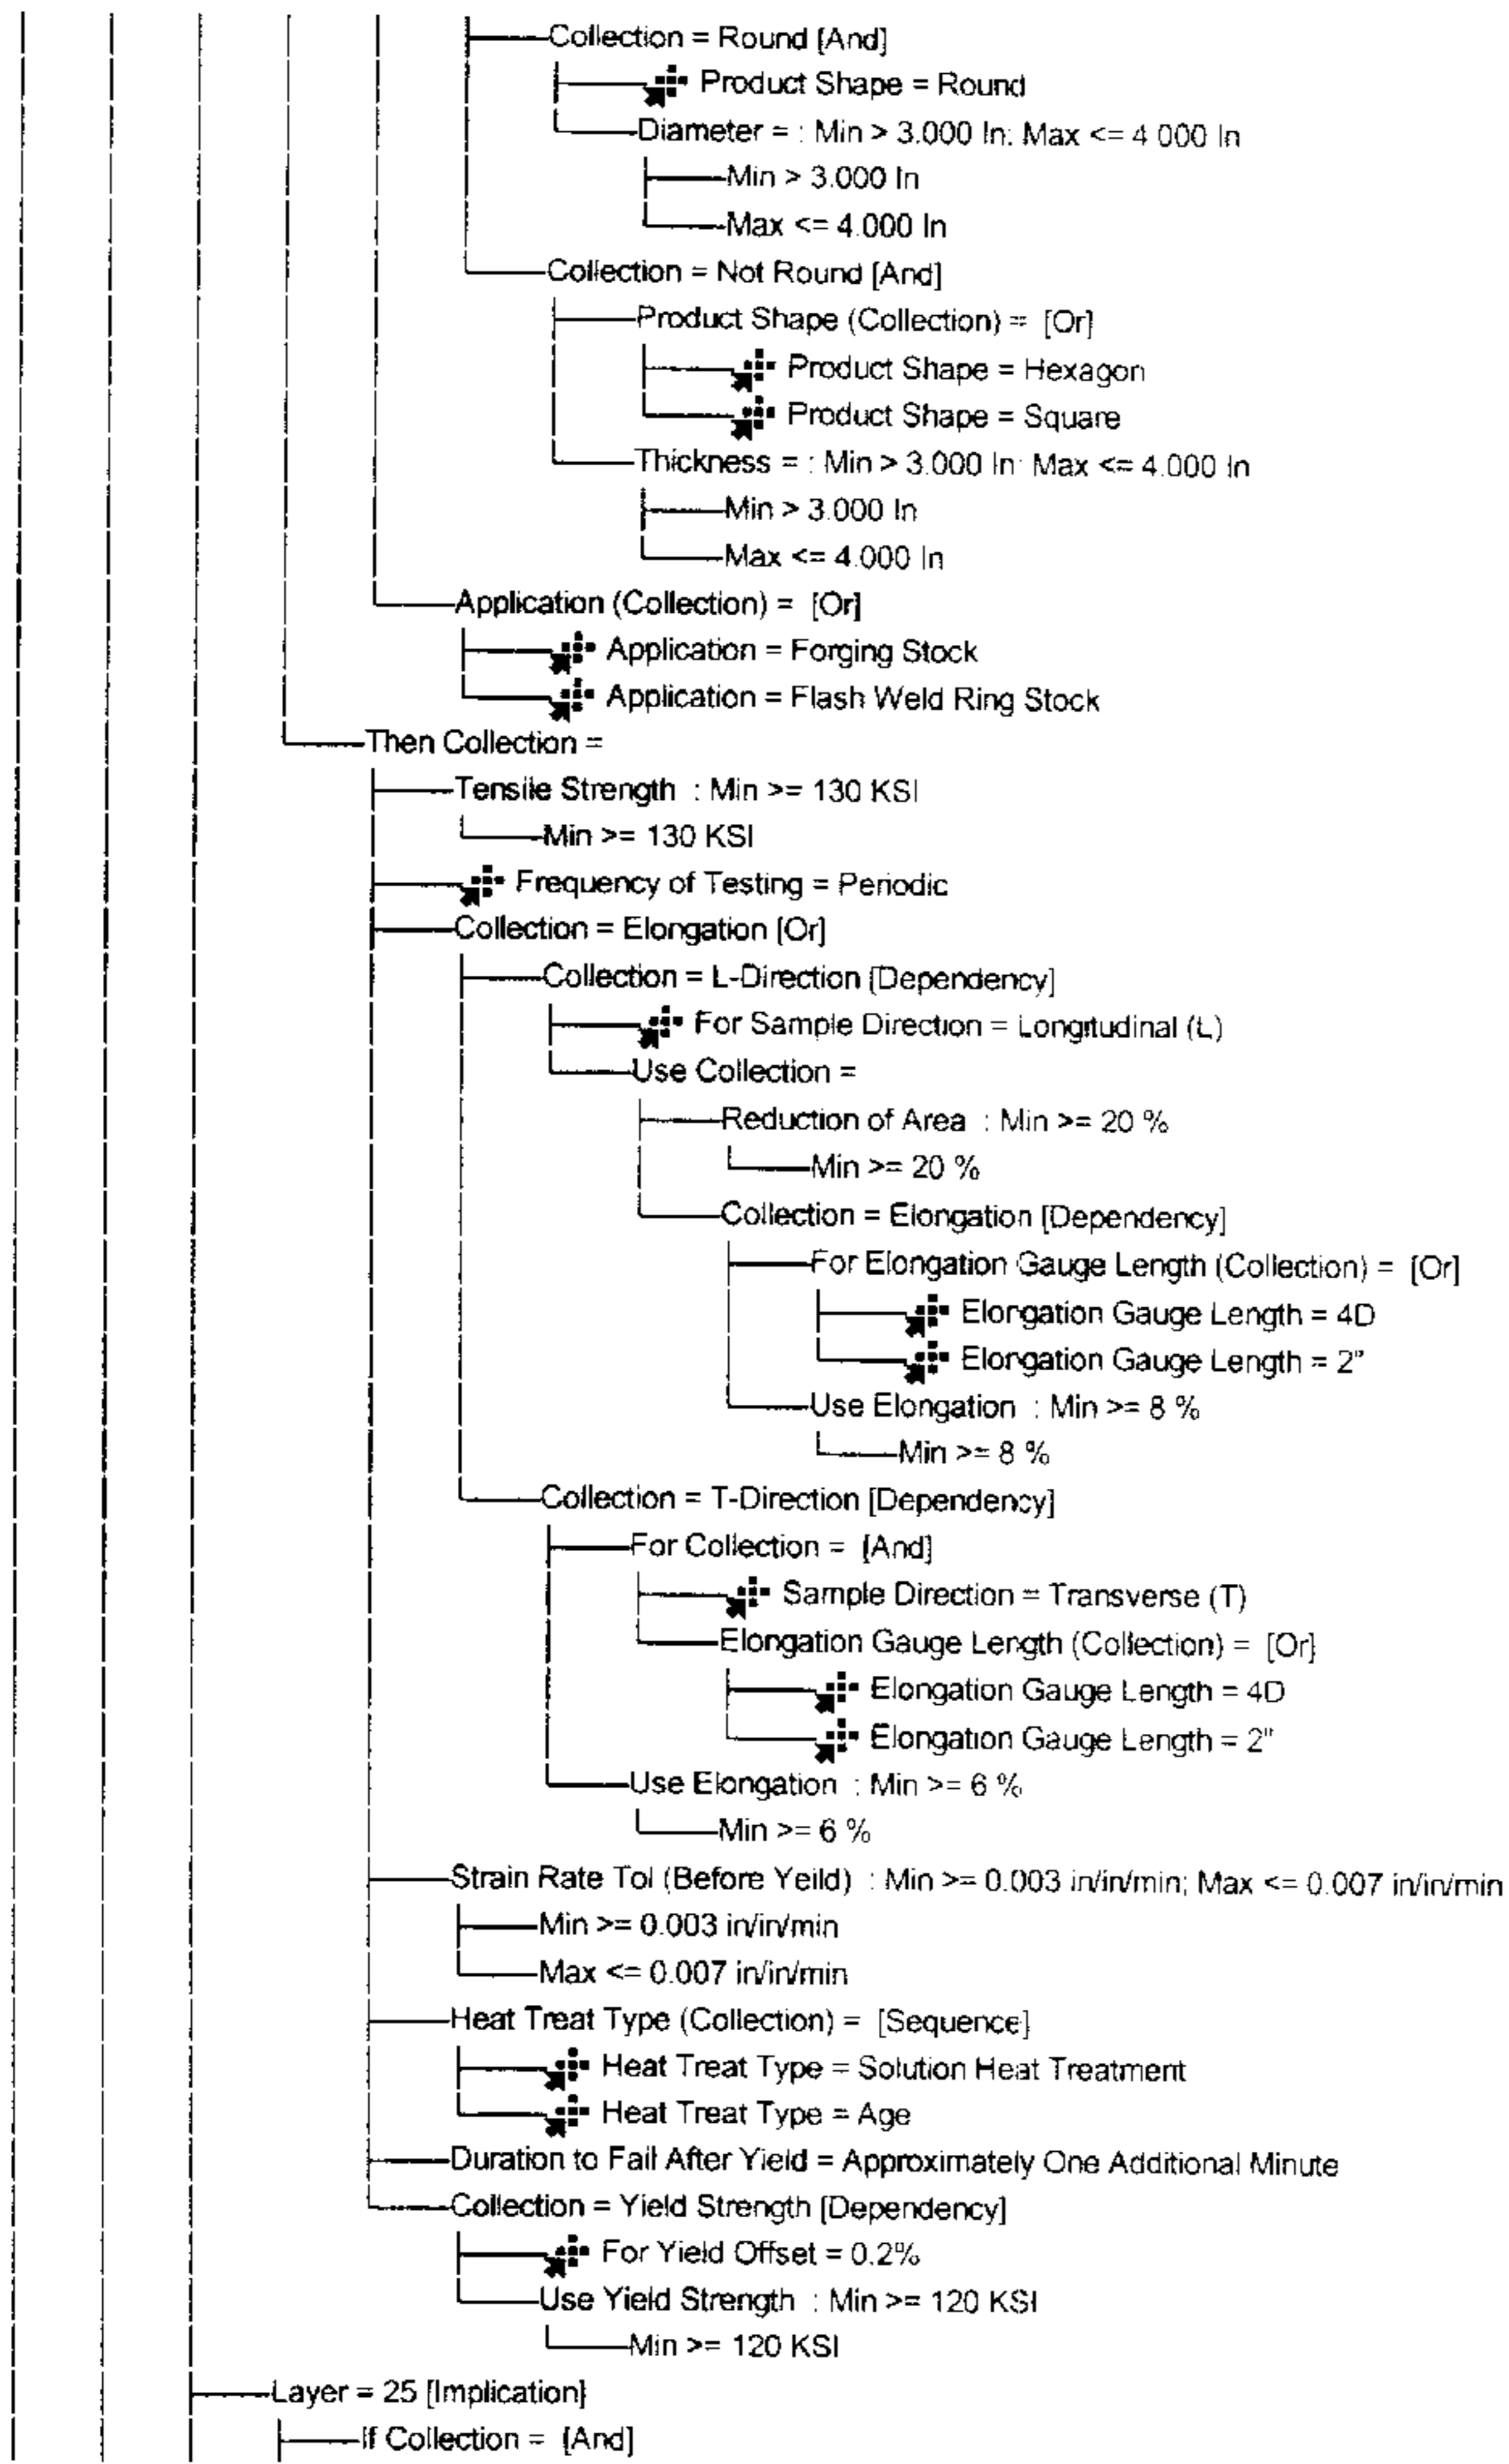 Collection = Round [And]
Product Shape = Round
Diameter = : Min > 3.000 In; Max <= 4.000 In
Min > 3.000 In
Max <= 4.000 In
Collection = Not Round [And]
Product Shape (Collection) = [Or]
Product Shape = Hexagon
Product Shape = Square
Thickness = : Min > 3.000 In; Max <= 4.000 In
Min > 3.000 In
Max <= 4.000 In
Application (Collection) = [Or]
Application = Forging Stock
Application = Flash Weld Ring Stock
Then Collection =
Tensile Strength : Min >= 130 KSI
Min >= 130 KSI
Frequency of Testing = Periodic
Collection = Elongation [Or]
Collection = L-Direction [Dependency]
For Sample Direction = Longitudinal (L)
Use Collection =
Reduction of Area : Min >= 20 %
Min >= 20 %
Collection = Elongation [Dependency]
For Elongation Gauge Length (Collection) = [Or]
Elongation Gauge Length = 4D
Elongation Gauge Length = 2"
Use Elongation : Min >= 8 %
Min >= 8 %
Collection = T-Direction [Dependency]
For Collection = [And]
Sample Direction = Transverse (T)
Elongation Gauge Length (Collection) = [Or]
Elongation Gauge Length = 4D
Elongation Gauge Length = 2"
Use Elongation : Min >= 6 %
Min >= 6 %
Strain Rate Tol (Before Yeild) : Min >= 0.003 in/in/min; Max <= 0.007 in/in/min
Min >= 0.003 in/in/min
Max <= 0.007 in/in/min
Heat Treat Type (Collection) = [Sequence]
Heat Treat Type = Solution Heat Treatment
Heat Treat Type = Age
Duration to Fail After Yield = Approximately One Additional Minute
Collection = Yield Strength [Dependency]
For Yield Offset = 0.2%
Use Yield Strength : Min >= 120 KSI
Min >= 120 KSI
Layer = 25 [Implication]
If Collection = [And]